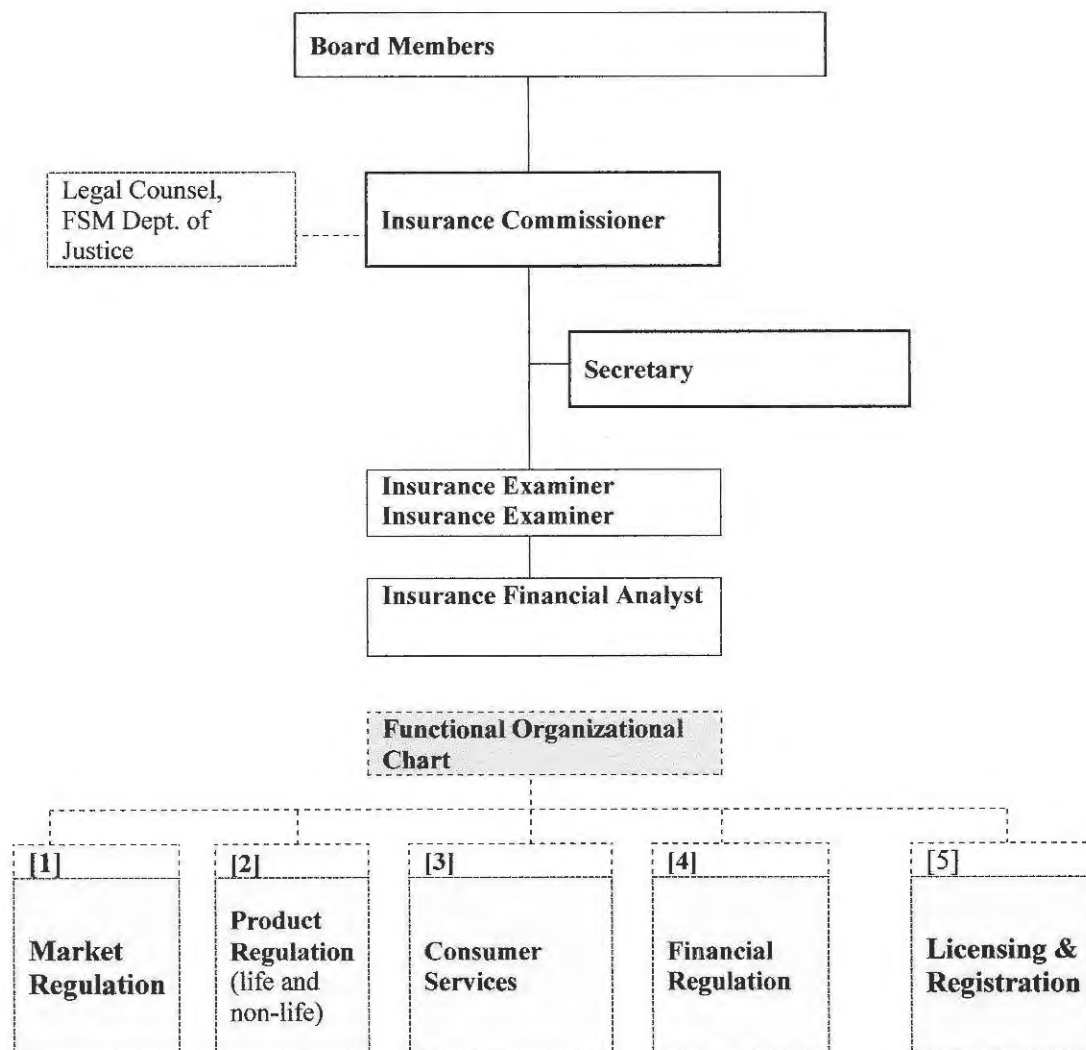 Board Members
Legal Counsel,
FSM Dept. of
Justice
Insurance Commissioner
Secretary
Insurance Examiner
Insurance Examiner
Insurance Financial Analyst
Functional Organizational
Chart
[1]
Market
Regulation
[2]
Product
Regulation
(life and
non-life)
[3]
Consumer
Services
[4]
Financial
Regulation
[5]
Licensing &
Registration